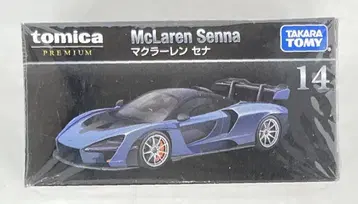 tomica
PREMIUM
McLaren Senna
マクラーレン セナ
TAKARA
TOMY
14